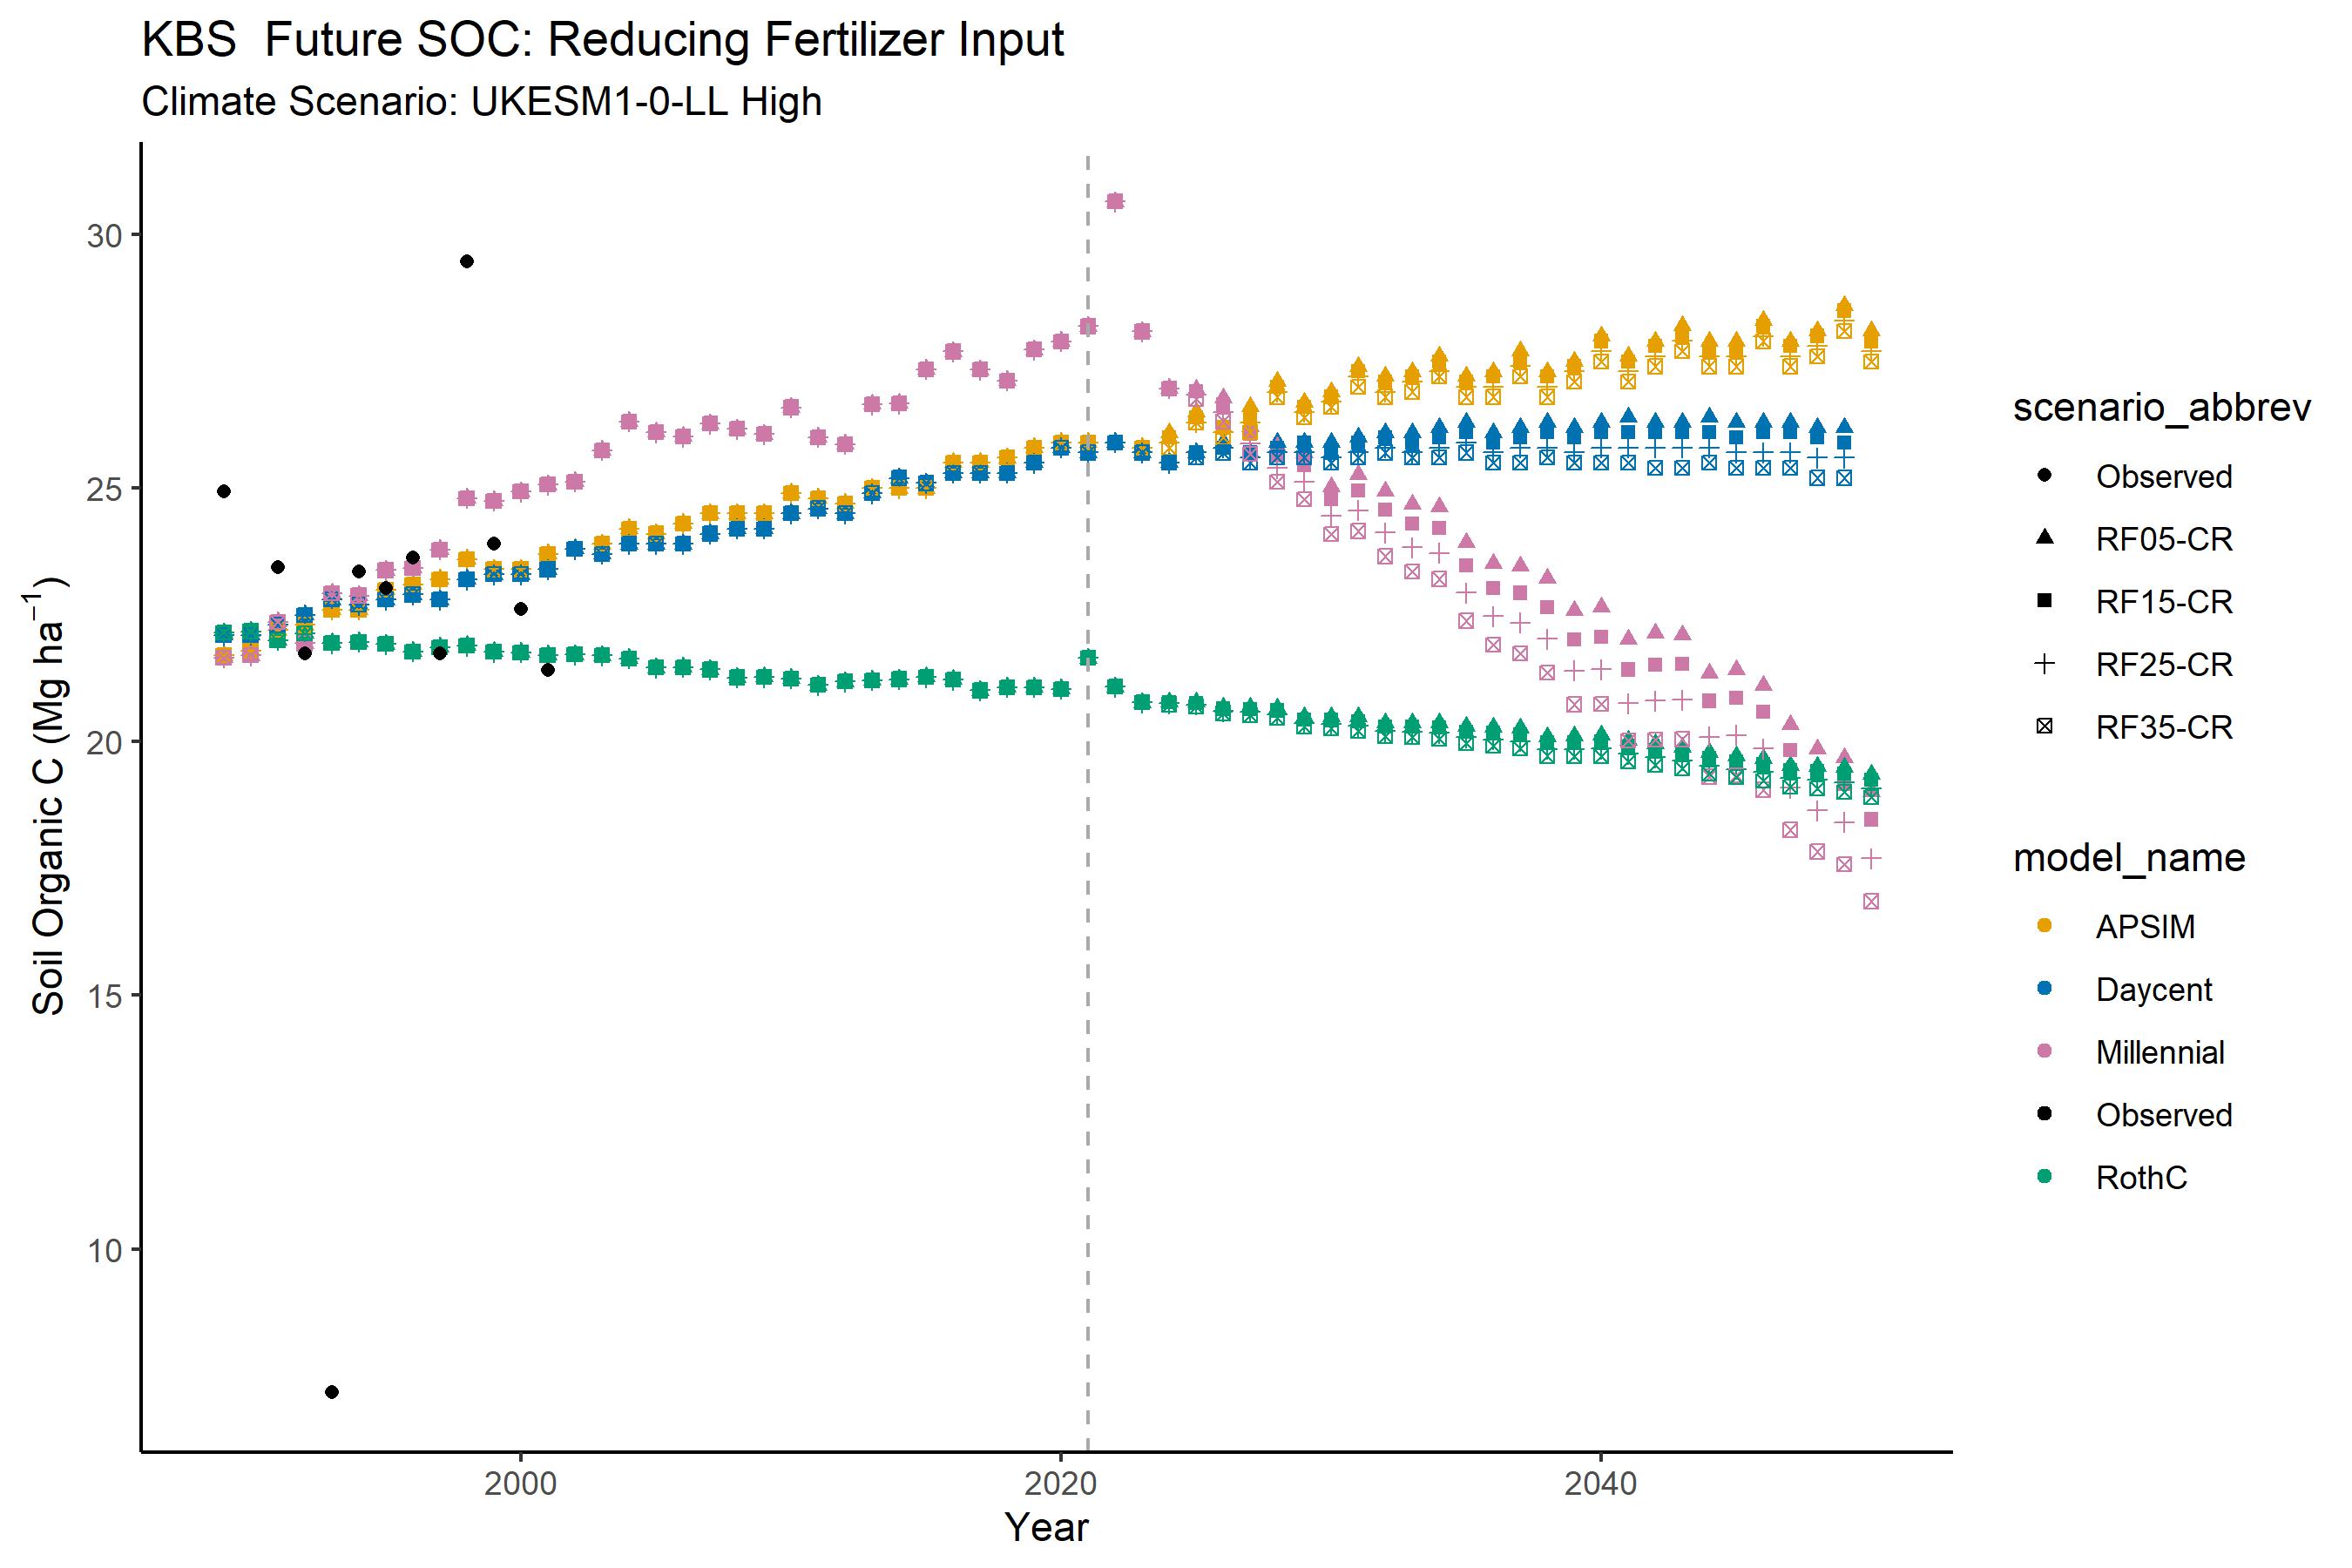 KBS  Future SOC: Reducing Fertilizer Input
Climate Scenario: UKESM1-0-LL High
Soil Organic C (Mg ha⁻¹)
30
25
20
15
10
2000
2020
2040
Year
scenario_abbrev
Observed
RF05-CR
RF15-CR
RF25-CR
RF35-CR
model_name
APSIM
Daycent
Millennial
Observed
RothC